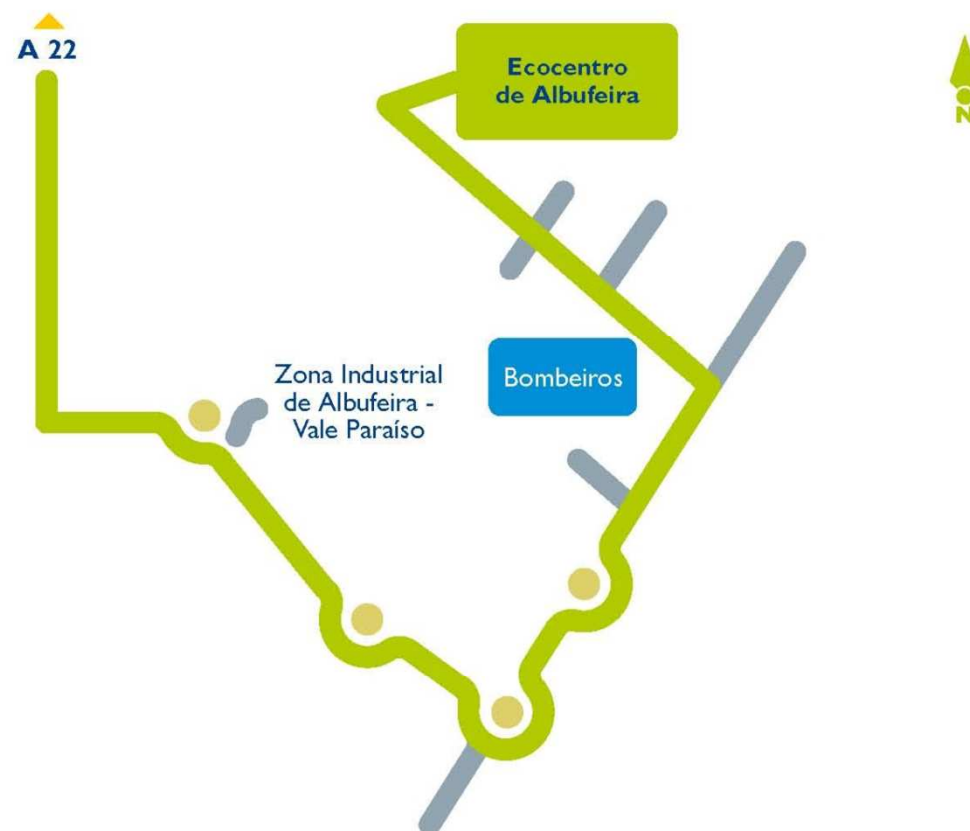 A 22
Ecocentro
de Albufeira
N
Zona Industrial
de Albufeira -
Vale Paraíso
Bombeiros